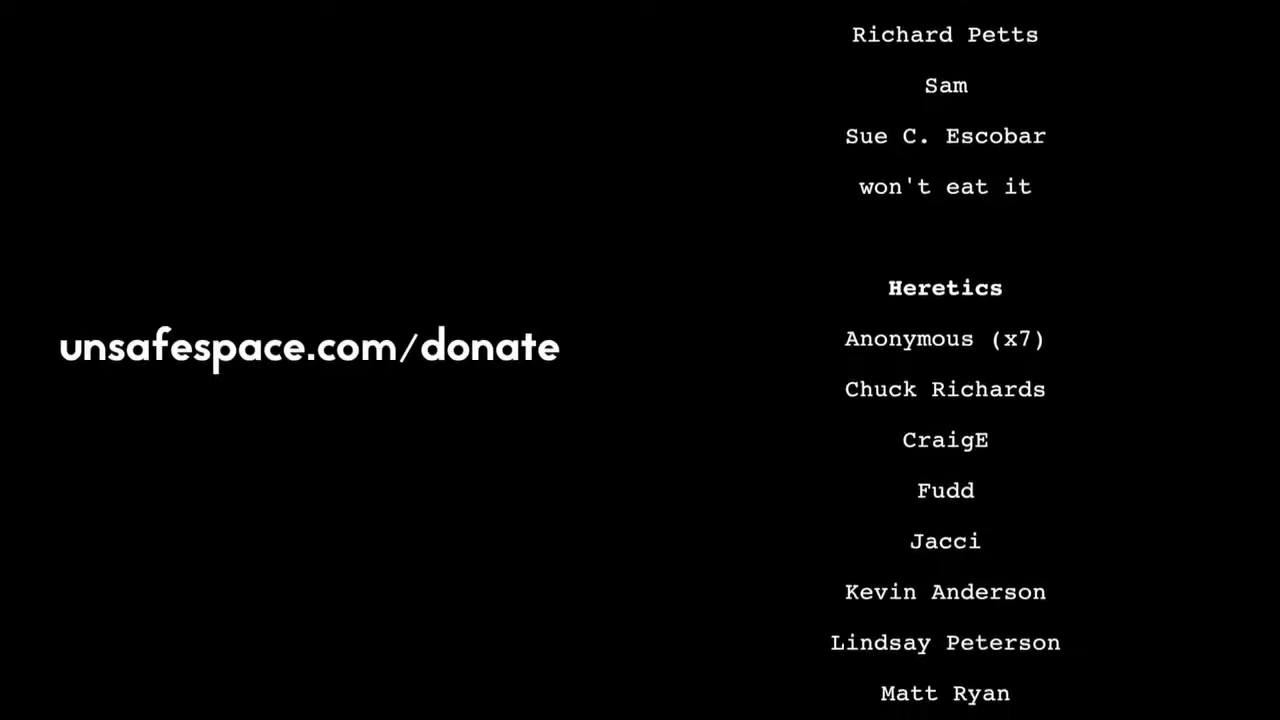 unsafespace.com/donate
Richard Petts
Sam
Sue C. Escobar
won't eat it
Heretics
Anonymous (x7)
Chuck Richards
CraigE
Fudd
Jacci
Kevin Anderson
Lindsay Peterson
Matt Ryan